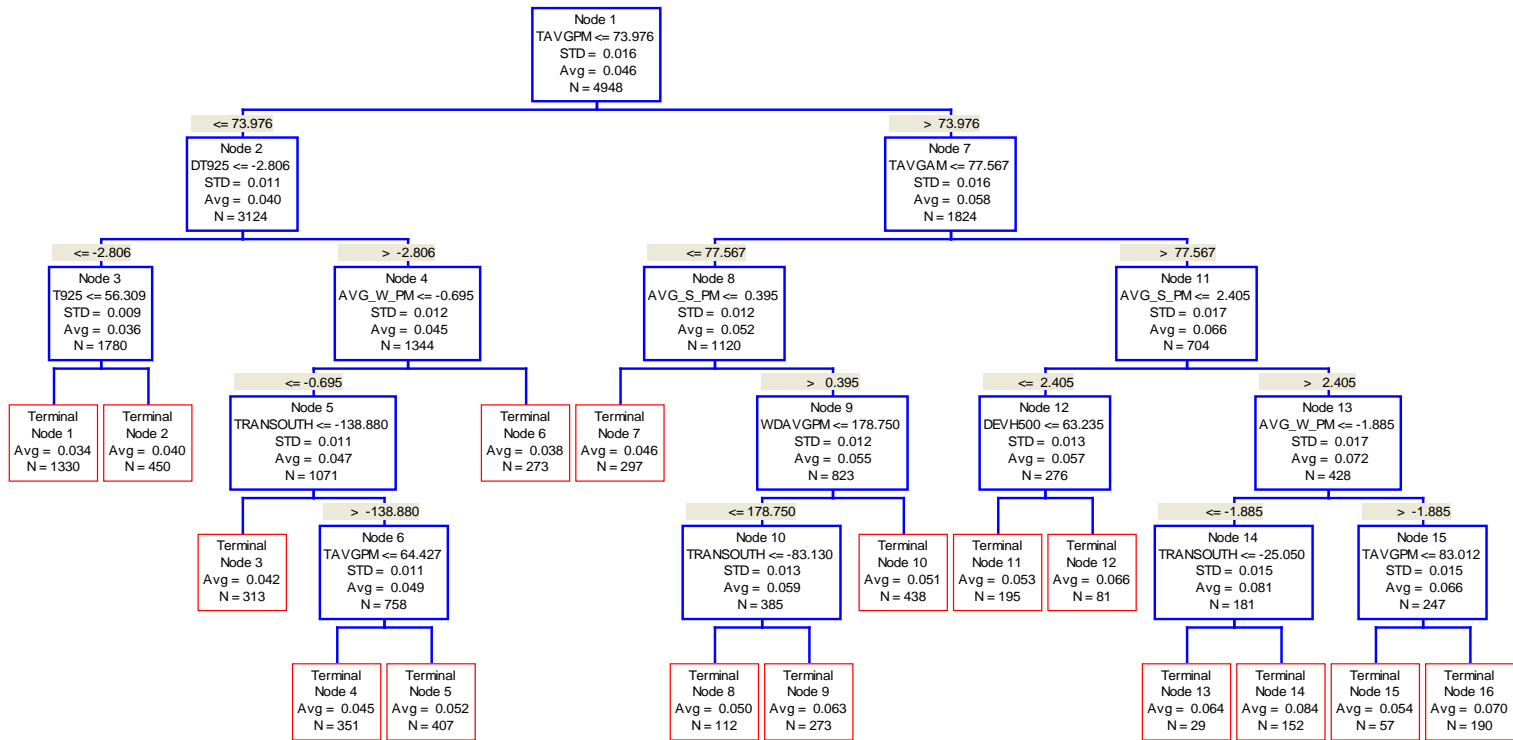 Node 1
TAVGPM <= 73.976
STD = 0.016
Avg = 0.046
N = 4948
<= 73.976
> 73.976
Node 2
DT925 <= -2.806
STD = 0.011
Avg = 0.040
N = 3124
Node 7
TAVGAM <= 77.567
STD = 0.016
Avg = 0.058
N = 1824
<= -2.806
> -2.806
<= 77.567
> 77.567
Node 3
T925 <= 56.309
STD = 0.009
Avg = 0.036
N = 1780
Node 4
AVG_W_PM <= -0.695
STD = 0.012
Avg = 0.045
N = 1344
Node 8
AVG_S_PM <= 0.395
STD = 0.012
Avg = 0.052
N = 1120
Node 11
AVG_S_PM <= 2.405
STD = 0.017
Avg = 0.066
N = 704
<= -0.695
> 0.395
<= 2.405
> 2.405
Terminal
Node 1
Avg = 0.034
N = 1330
Terminal
Node 2
Avg = 0.040
N = 450
Node 5
TRANSOUTH <= -138.880
STD = 0.011
Avg = 0.047
N = 1071
Terminal
Node 6
Avg = 0.038
N = 273
Terminal
Node 7
Avg = 0.046
N = 297
Node 9
WDAVGPM <= 178.750
STD = 0.012
Avg = 0.055
N = 823
Node 12
DEVH500 <= 63.235
STD = 0.013
Avg = 0.057
N = 276
Node 13
AVG_W_PM <= -1.885
STD = 0.017
Avg = 0.072
N = 428
> -138.880
<= 178.750
<= -1.885
> -1.885
Terminal
Node 3
Avg = 0.042
N = 313
Node 6
TAVGPM <= 64.427
STD = 0.011
Avg = 0.049
N = 758
Node 10
TRANSOUTH <= -83.130
STD = 0.013
Avg = 0.059
N = 385
Terminal
Node 10
Avg = 0.051
N = 438
Terminal
Node 11
Avg = 0.053
N = 195
Terminal
Node 12
Avg = 0.066
N = 81
Node 14
TRANSOUTH <= -25.050
STD = 0.015
Avg = 0.081
N = 181
Node 15
TAVGPM <= 83.012
STD = 0.015
Avg = 0.066
N = 247
Terminal
Node 4
Avg = 0.045
N = 351
Terminal
Node 5
Avg = 0.052
N = 407
Terminal
Node 8
Avg = 0.050
N = 112
Terminal
Node 9
Avg = 0.063
N = 273
Terminal
Node 13
Avg = 0.064
N = 29
Terminal
Node 14
Avg = 0.084
N = 152
Terminal
Node 15
Avg = 0.054
N = 57
Terminal
Node 16
Avg = 0.070
N = 190